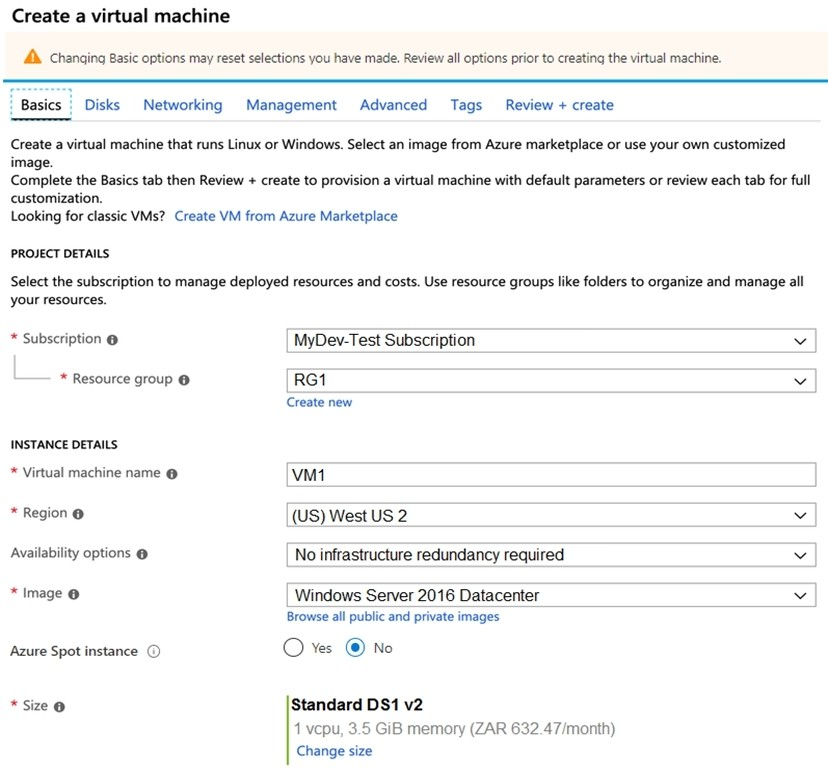 Create a virtual machine
Changing Basic options may reset selections you have made. Review all options prior to creating the virtual machine.
Basics Disks Networking Management Advanced Tags Review + create
Create a virtual machine that runs Linux or Windows. Select an image from Azure marketplace or use your own customized
image.
Complete the Basics tab then Review + create to provision a virtual machine with default parameters or review each tab for full
customization.
Looking for classic VMs? Create VM from Azure Marketplace
PROJECT DETAILS
Select the subscription to manage deployed resources and costs. Use resource groups like folders to organize and manage all
your resources.
* Subscription MyDev-Test Subscription
* Resource group RG1
Create new
INSTANCE DETAILS
* Virtual machine name VM1
* Region (US) West US 2
Availability options No infrastructure redundancy required
* Image Windows Server 2016 Datacenter
Browse all public and private images
Azure Spot instance Yes No
* Size Standard DS1 v2
1 vcpu, 3.5 GiB memory (ZAR 632.47/month)
Change size